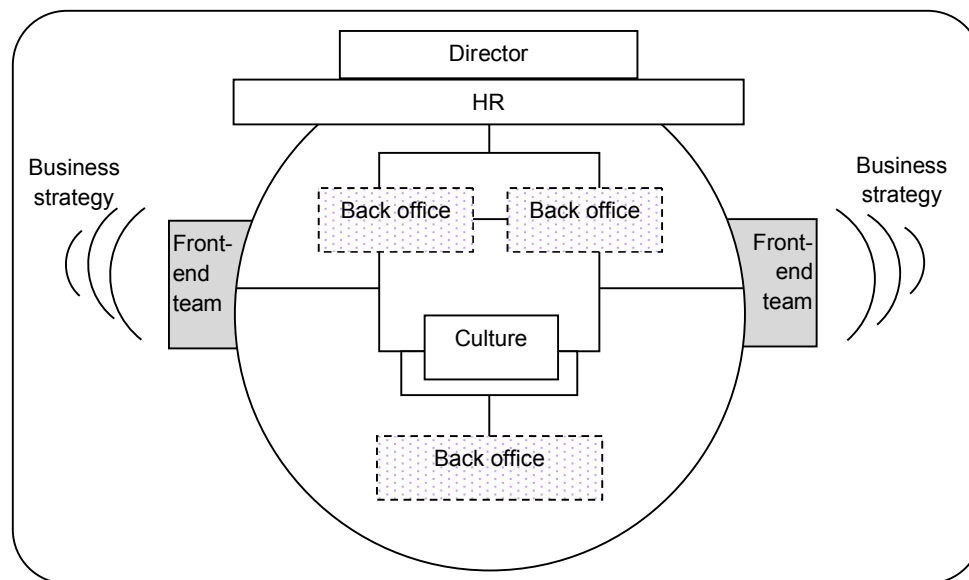 Director
HR
Business
strategy
Business
strategy
Back office
Back office
Front-
end
team
Front-
end
team
Culture
Back office